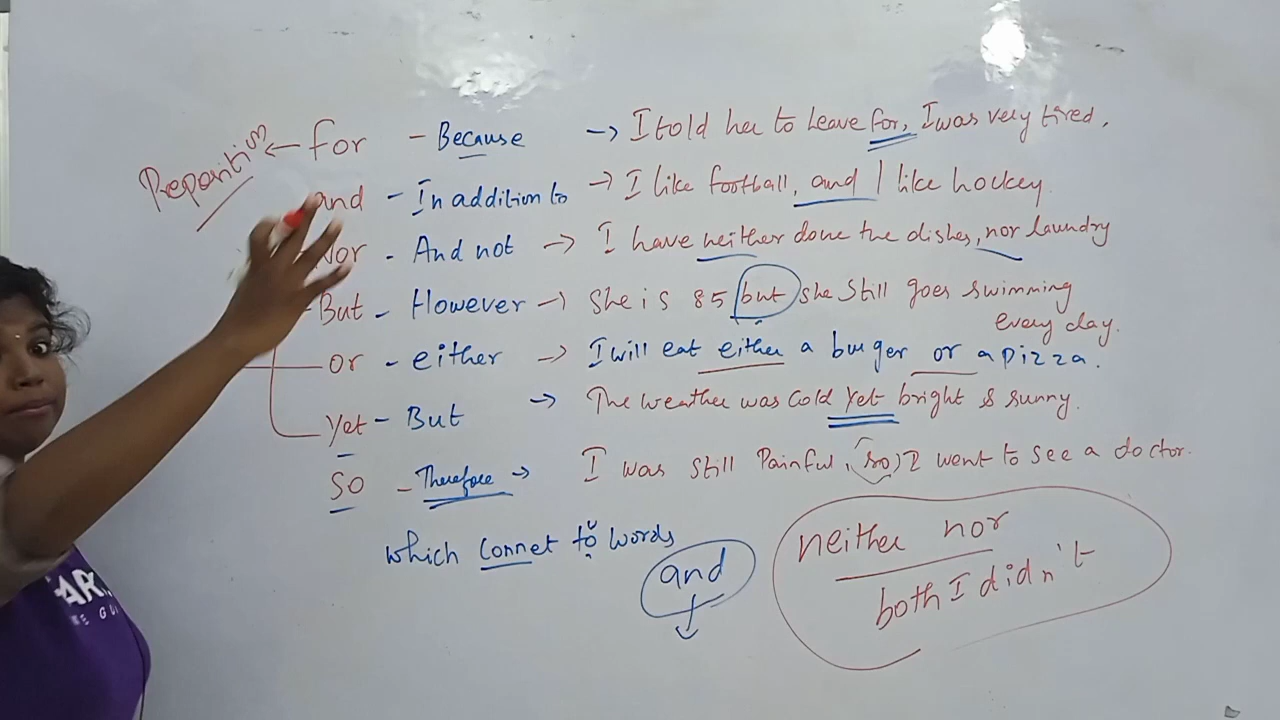 Preposition ← for - Because → I told her to leave for, I was very tired.
and - In addition to → I like football, and I like hockey.
Nor - And not → I have neither done the dishes, nor laundry
But - However → She is 85 but she still goes swimming
every day.
or - either → I will eat either a burger or a pizza.
Yet - But → The weather was cold yet bright & sunny.
So - Therefore → I was still Painful, so, I went to see a doctor.
which connet to words
and
neither nor
both I didn't